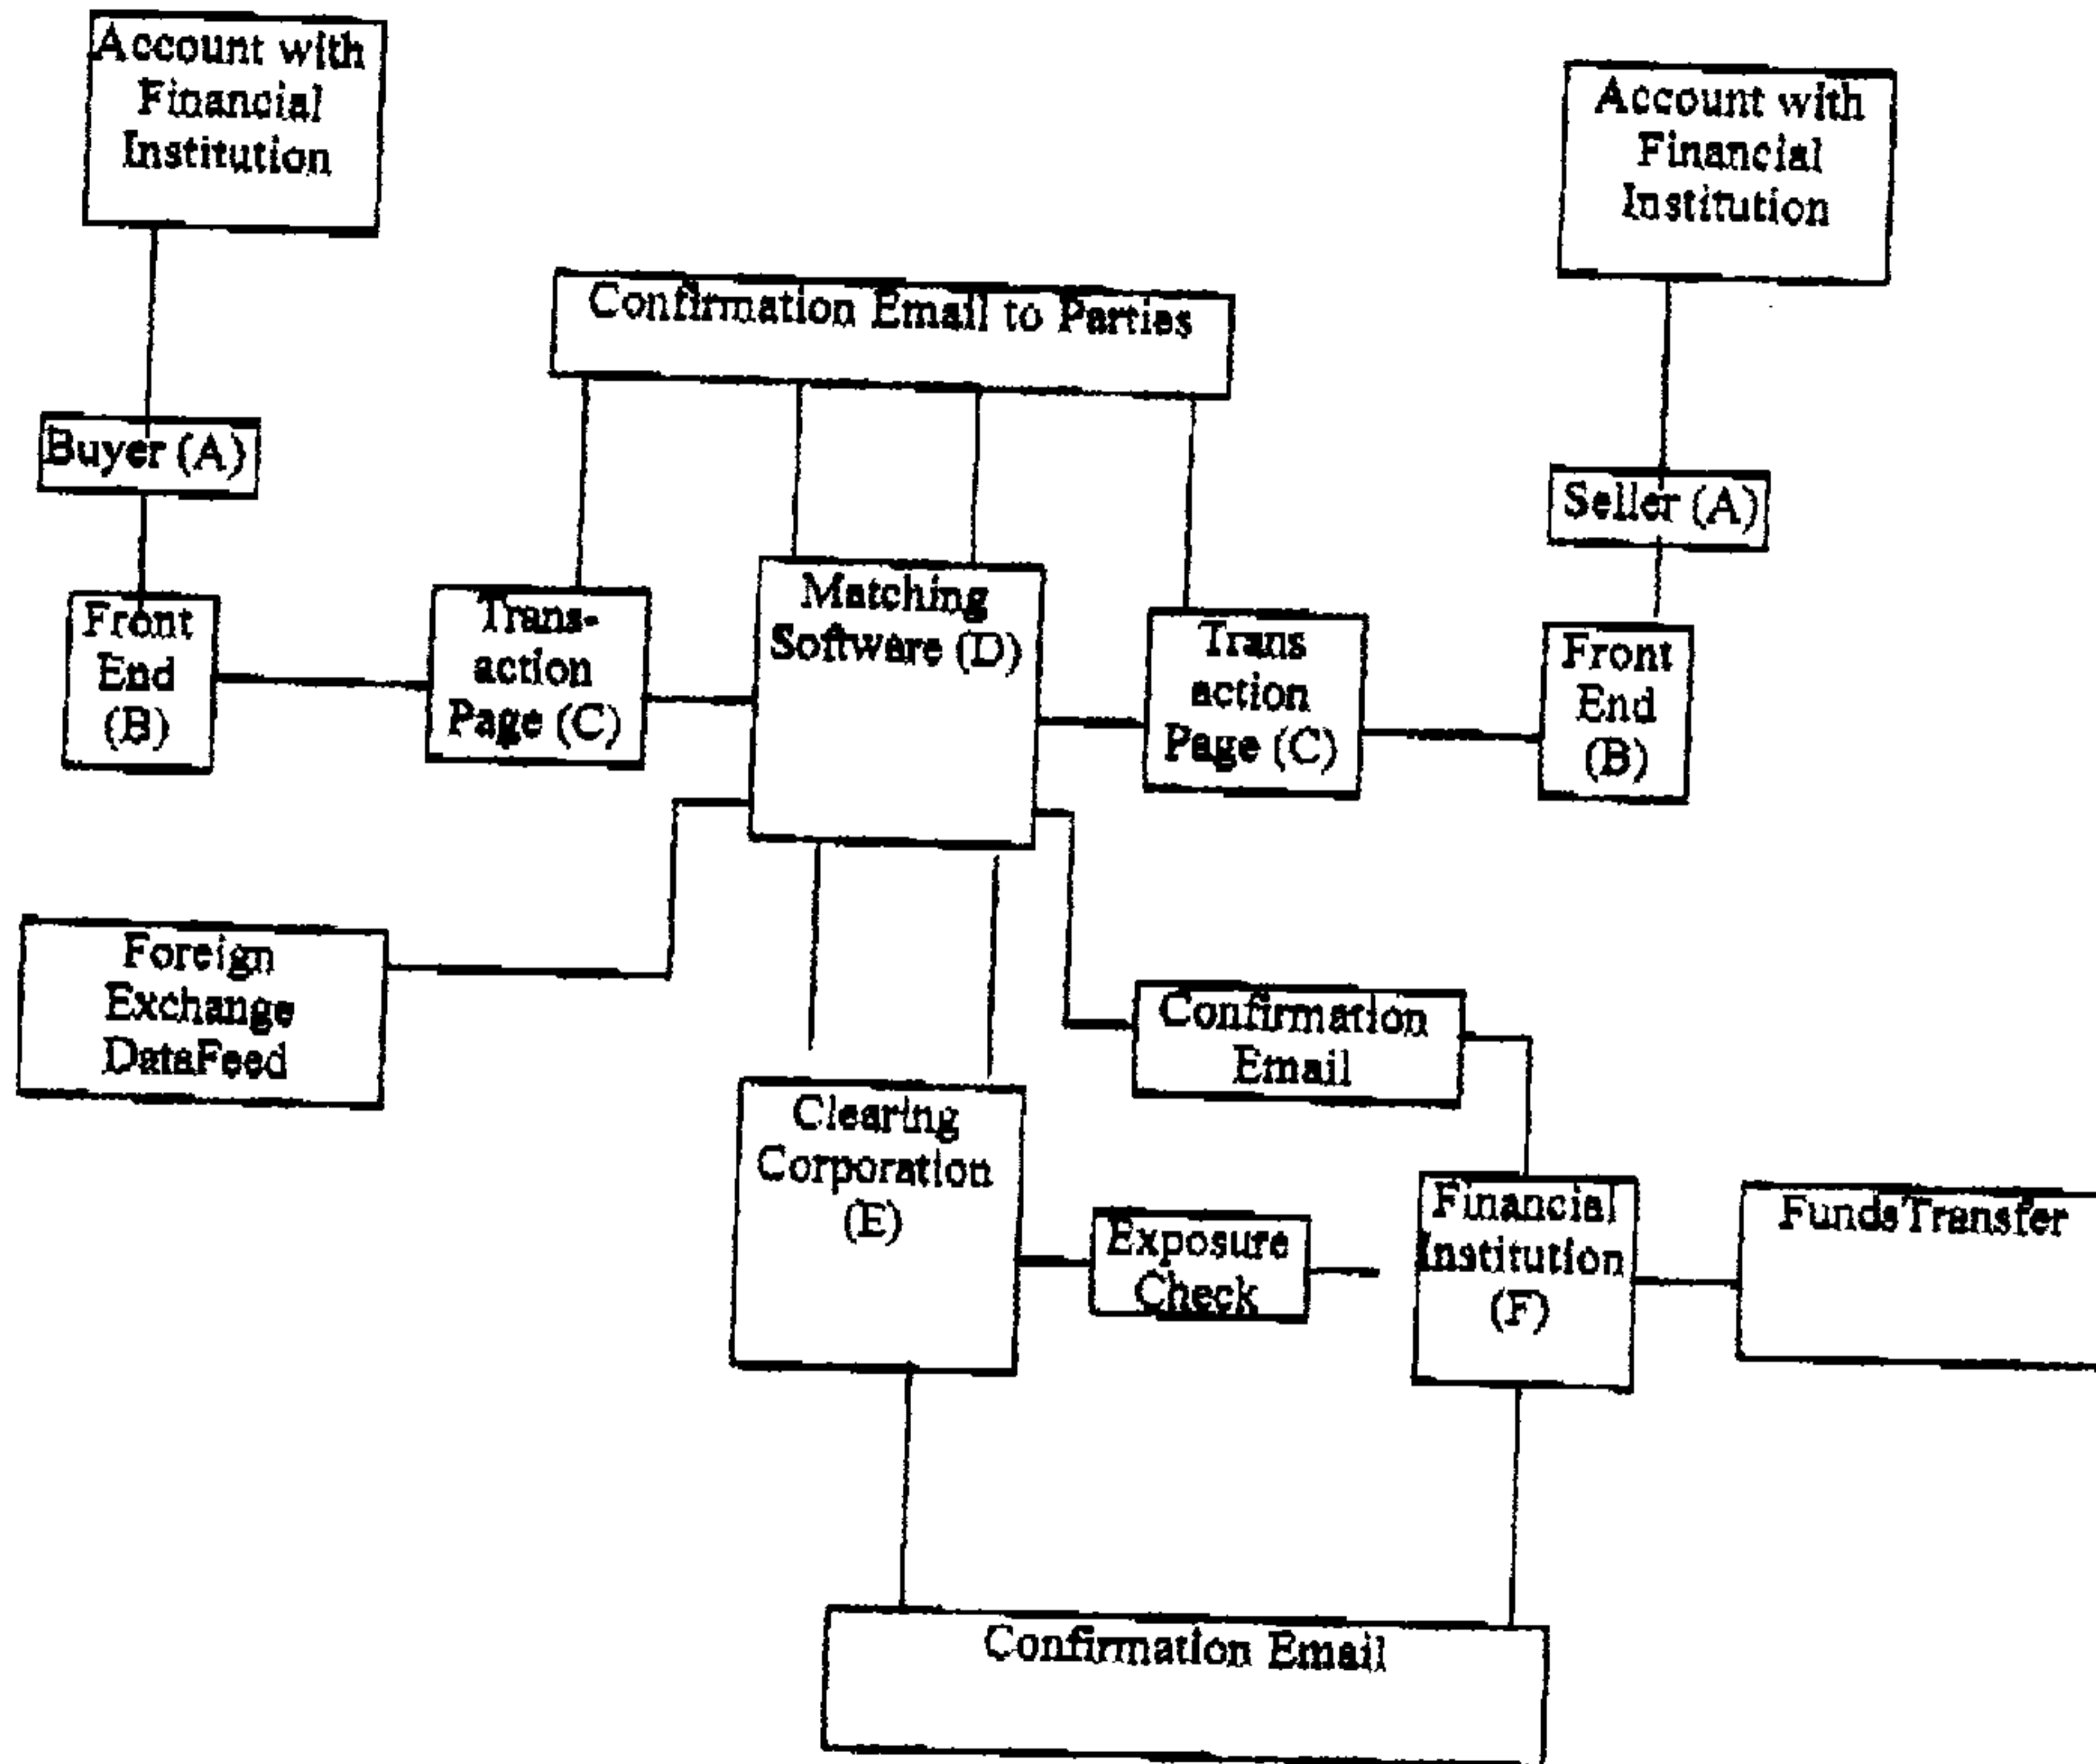 Account with
Financial
Institution
Account with
Financial
Institution
Confirmation Email to Parties
Buyer (A)
Seller (A)
Front
End
(B)
Trans-
action
Page (C)
Matching
Software (D)
Trans
action
Page (C)
Front
End
(B)
Foreign
Exchange
DataFeed
Confirmation
Email
Clearing
Corporation
(E)
Exposure
Check
Financial
Institution
(F)
FundsTransfer
Confirmation Email